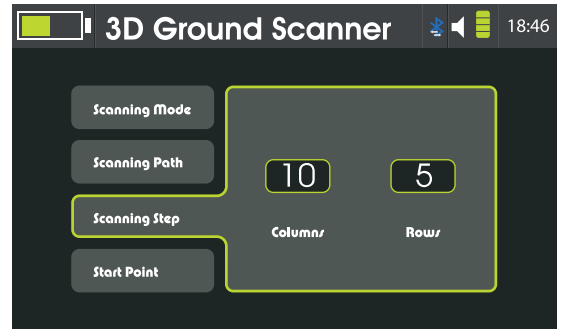 3D Ground Scanner
18:46
Scanning Mode
Scanning Path
Scanning Step
Start Point
10
5
Columns
Rows